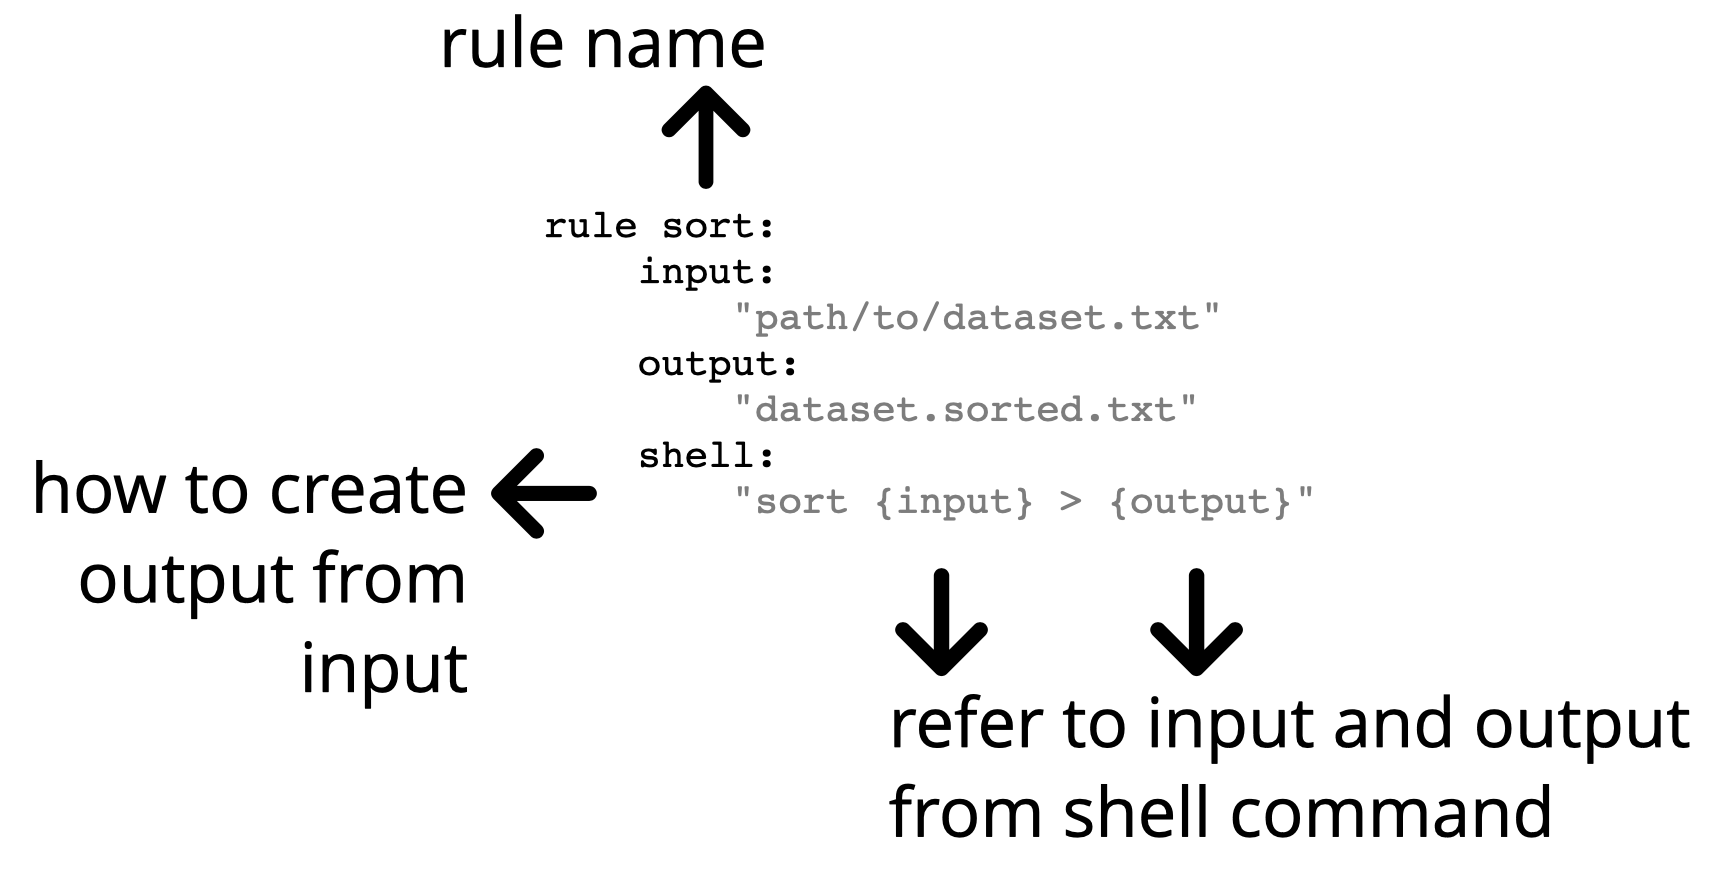 rule name
rule sort:
input:
"path/to/dataset.txt"
output:
"dataset.sorted.txt"
shell:
"sort {input} > {output}"
how to create
output from
input
refer to input and output
from shell command